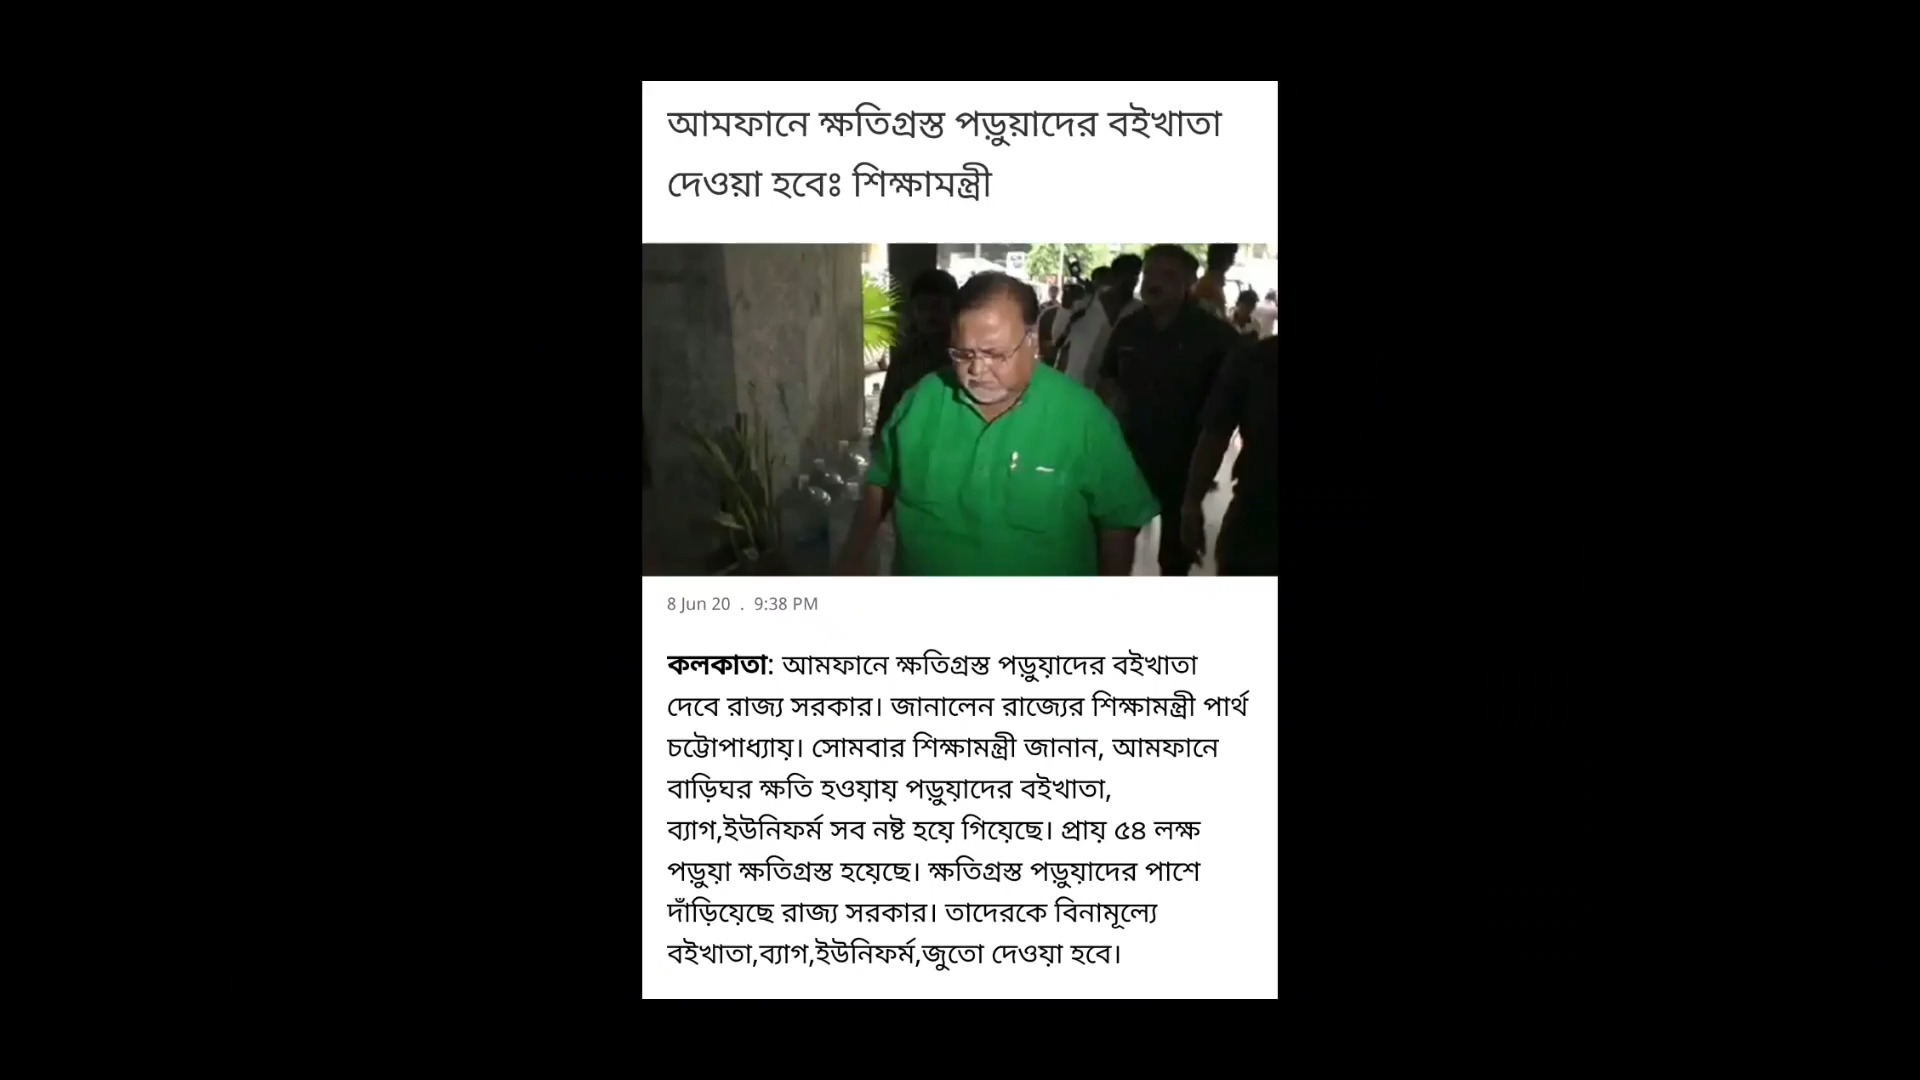 আমফানে ক্ষতিগ্রস্ত পড়ুয়াদের বইখাতা
দেওয়া হবেঃ শিক্ষামন্ত্রী
8 Jun 20 . 9:38 PM
কলকাতা: আমফানে ক্ষতিগ্রস্ত পড়ুয়াদের বইখাতা
দেবে রাজ্য সরকার। জানালেন রাজ্যের শিক্ষামন্ত্রী পার্থ
চট্টোপাধ্যায়। সোমবার শিক্ষামন্ত্রী জানান, আমফানে
বাড়িঘর ক্ষতি হওয়ায় পড়ুয়াদের বইখাতা,
ব্যাগ,ইউনিফর্ম সব নষ্ট হয়ে গিয়েছে। প্রায় ৫৪ লক্ষ
পড়ুয়া ক্ষতিগ্রস্ত হয়েছে। ক্ষতিগ্রস্ত পড়ুয়াদের পাশে
দাঁড়িয়েছে রাজ্য সরকার। তাদেরকে বিনামূল্যে
বইখাতা,ব্যাগ,ইউনিফর্ম,জুতো দেওয়া হবে।